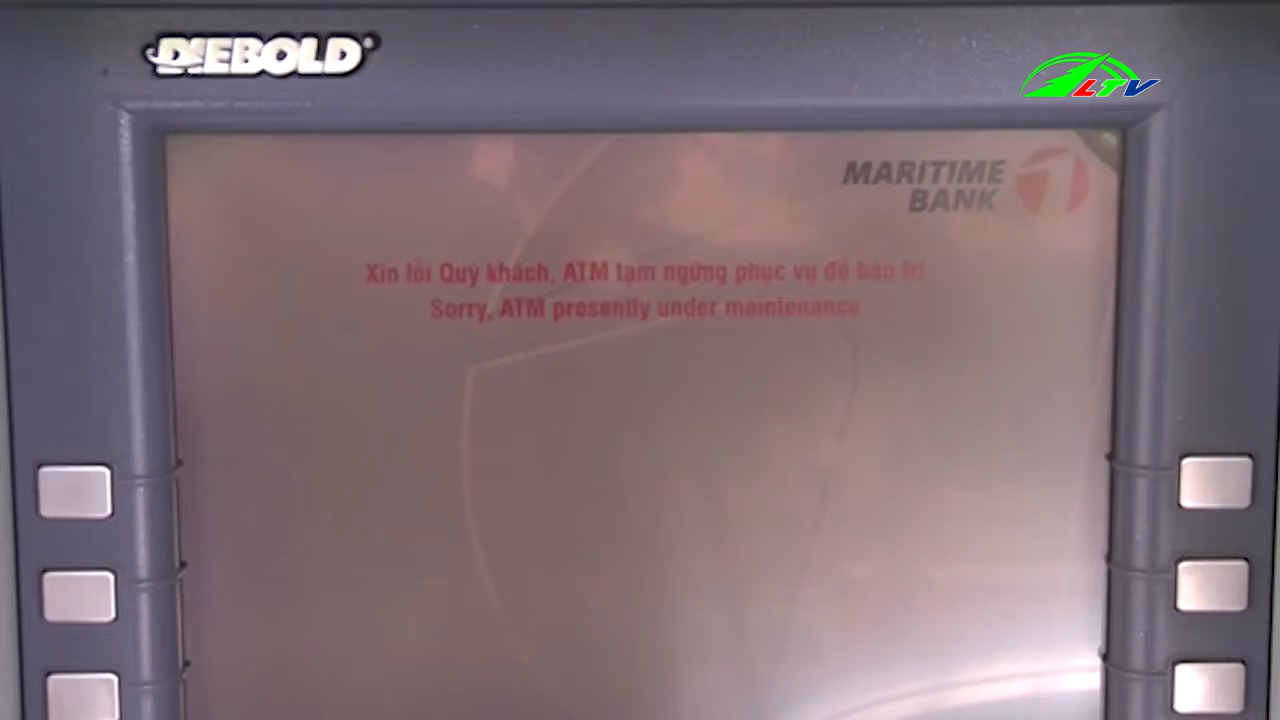 DIEBOLD
LTV
MARITIME
BANK
Xin lỗi Quý khách, ATM tạm ngừng phục vụ để bảo trì
Sorry, ATM presently under maintenance